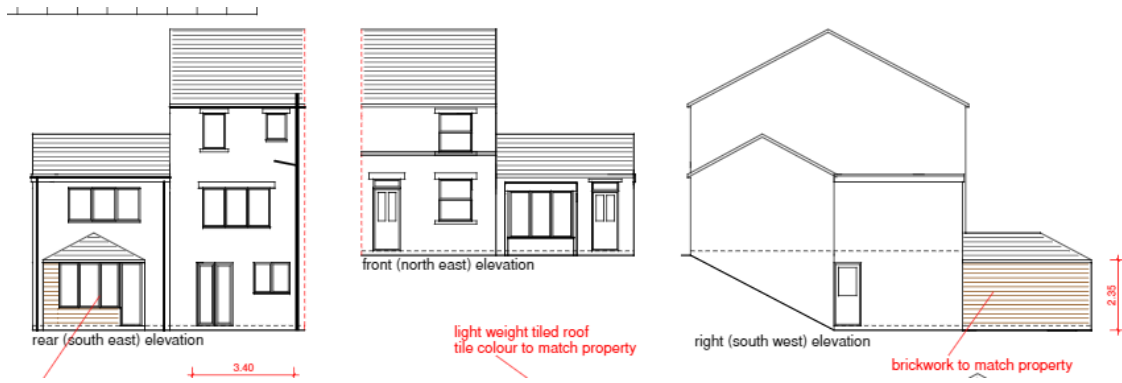 rear (south east) elevation
3.40
front (north east) elevation
light weight tiled roof
tile colour to match property
right (south west) elevation
2.35
brickwork to match property